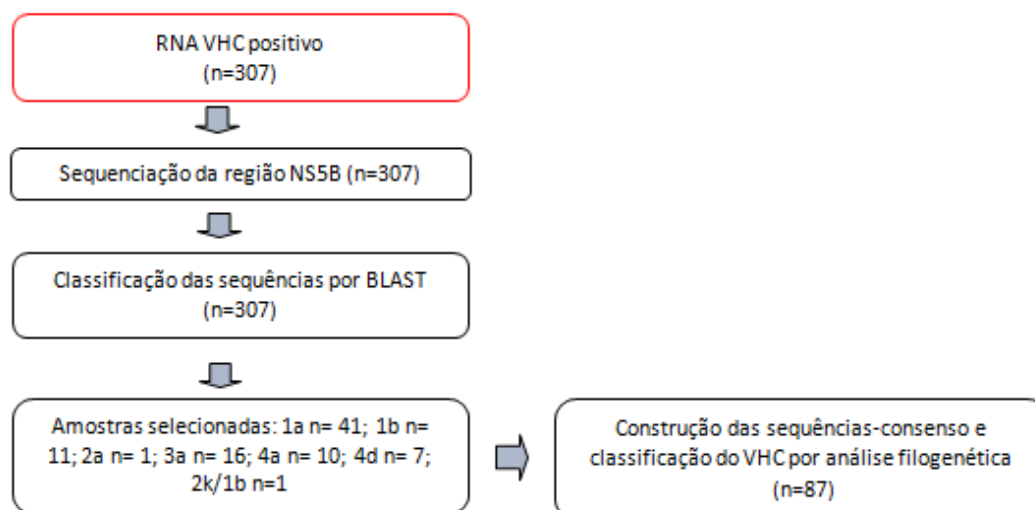 RNA VHC positivo
(n=307)
Sequenciação da região NS5B (n=307)
Classificação das sequências por BLAST
(n=307)
Amostras selecionadas: 1a n= 41; 1b n=
11; 2a n= 1; 3a n= 16; 4a n= 10; 4d n= 7;
2k/1b n=1
Construção das sequências-consenso e
classificação do VHC por análise filogenética
(n=87)